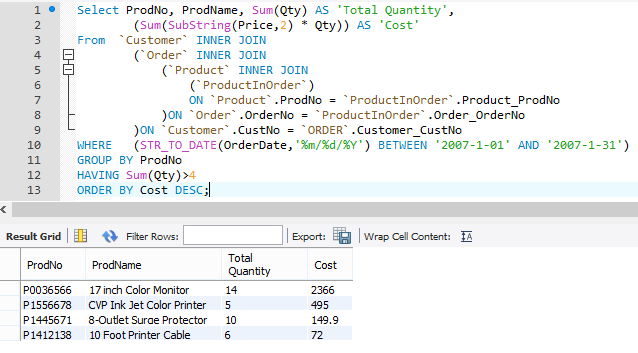 1 Select ProdNo, ProdName, Sum(Qty) AS 'Total Quantity',
2 (Sum(SubString(Price,2) * Qty)) AS 'Cost'
3 From `Customer` INNER JOIN
4 (`Order` INNER JOIN
5 (`Product` INNER JOIN
6 (`ProductInOrder`)
7 ON `Product`.ProdNo = `ProductInOrder`.Product_ProdNo
8 )ON `Order`.OrderNo = `ProductInOrder`.Order_OrderNo
9 )ON `Customer`.CustNo = `ORDER`.Customer_CustNo
10 WHERE (STR_TO_DATE(OrderDate,'%m/%d/%Y') BETWEEN '2007-1-01' AND '2007-1-31')
11 GROUP BY ProdNo
12 HAVING Sum(Qty)>4
13 ORDER BY Cost DESC;
Result Grid Filter Rows: Export: Wrap Cell Content: IA
ProdNo ProdName Total Quantity Cost
P0036566 17 inch Color Monitor 14 2366
P1556678 CVP Ink Jet Color Printer 5 495
P1445671 8-Outlet Surge Protector 10 149.9
P1412138 10 Foot Printer Cable 6 72